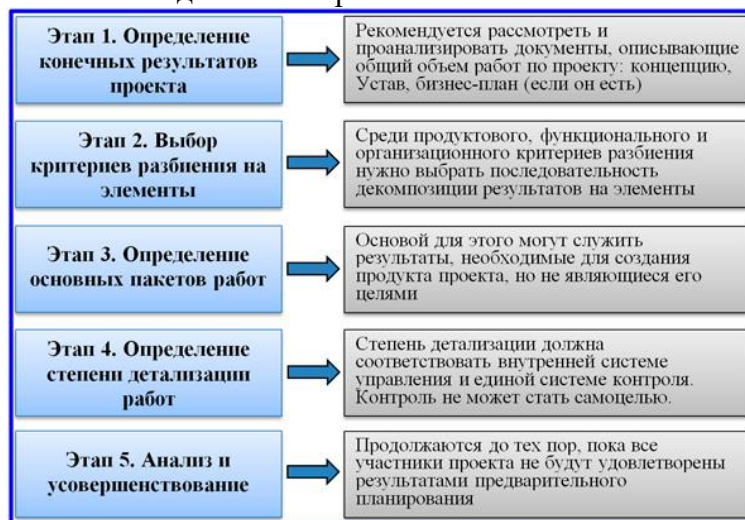 Этап 1. Определение
конечных результатов
проекта
Рекомендуется рассмотреть и
проанализировать документы, описывающие
общий объем работ по проекту: концепцию,
Устав, бизнес-план (если он есть)
Этап 2. Выбор
критериев разбиения на
элементы
Среди продуктового, функционального и
организационного критериев разбиения
нужно выбрать последовательность
декомпозиции результатов на элементы
Этап 3. Определение
основных пакетов работ
Основой для этого могут служить
результаты, необходимые для создания
продукта проекта, но не являющиеся его
целями
Этап 4. Определение
степени детализации
работ
Степень детализации должна
соответствовать внутренней системе
управления и единой системе контроля.
Контроль не может стать самоцелью.
Этап 5. Анализ и
усовершенствование
Продолжаются до тех пор, пока все
участники проекта не будут удовлетворены
результатами предварительного
планирования